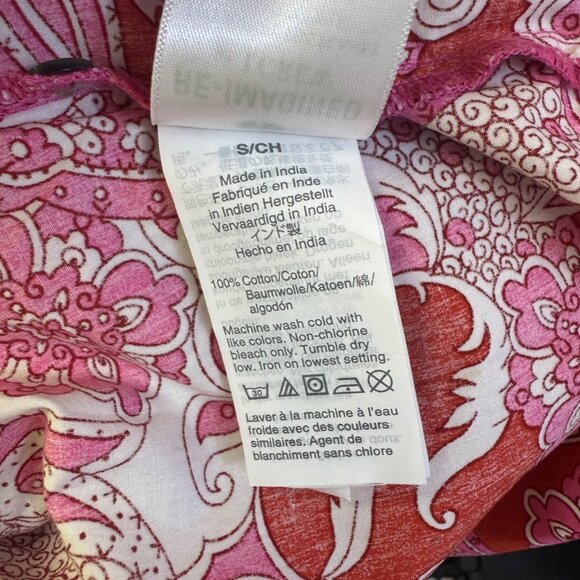 RE-IMAGINED
S/CH
Made in India
Fabriqué en Inde
in Indien Hergestellt
Vervaardigd in India
インド製
Hecho en India
100% Cotton/Coton/
Baumwolle/Katoen/綿/
algodón
Machine wash cold with
like colors. Non-chlorine
bleach only. Tumble dry
low. Iron on lowest setting.
30
Laver à la machine à l'eau
froide avec des couleurs
similaires. Agent de
blanchiment sans chlore